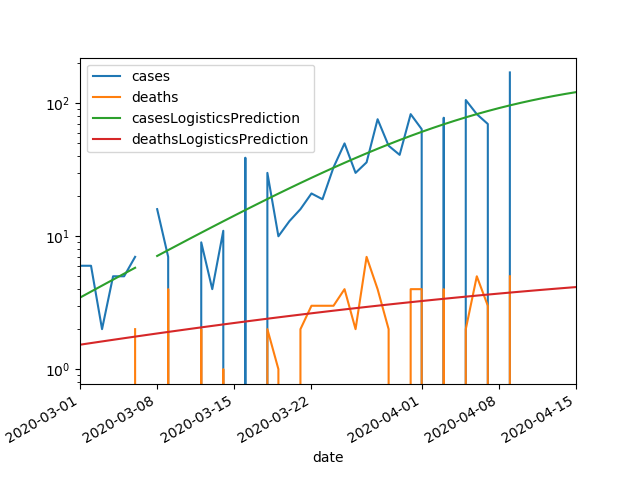 cases
deaths
casesLogisticsPrediction
deathsLogisticsPrediction
10²
10¹
10⁰
2020-03-01
2020-03-08
2020-03-15
2020-03-22
2020-04-01
2020-04-08
2020-04-15
date